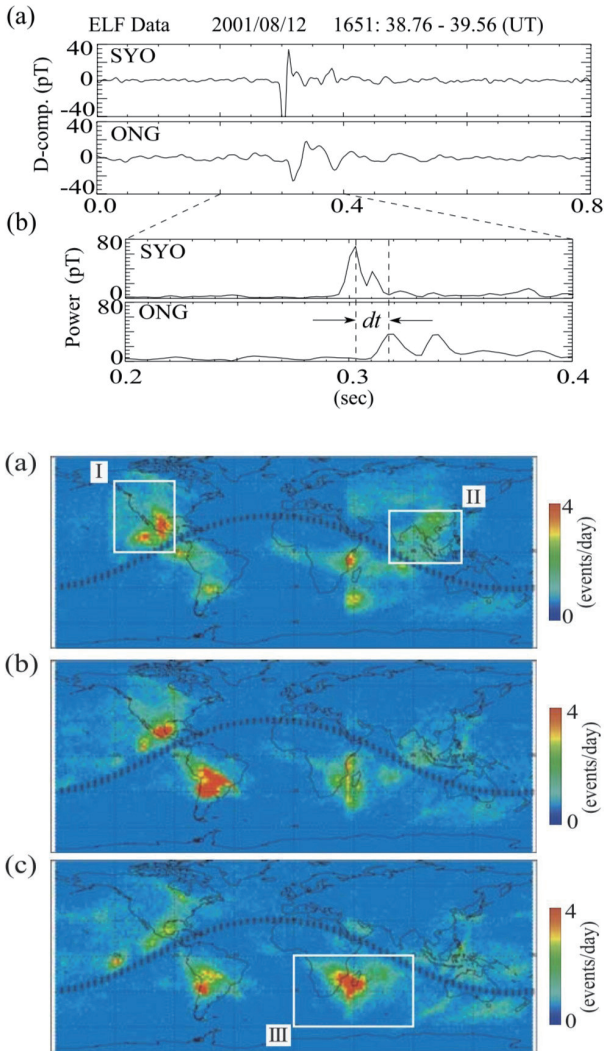 (a)
ELF Data 2001/08/12 1651: 38.76 - 39.56 (UT)
D-comp. (pT)
40
SYO
0
-40
40
ONG
0
-40
0.0 0.4 0.8
(b)
Power (pT)
80
SYO
0
80
ONG
dt
0
0.2 0.3 0.4
(sec)
(a)
I
II
4
0
(events/day)
(b)
4
0
(events/day)
(c)
III
4
0
(events/day)